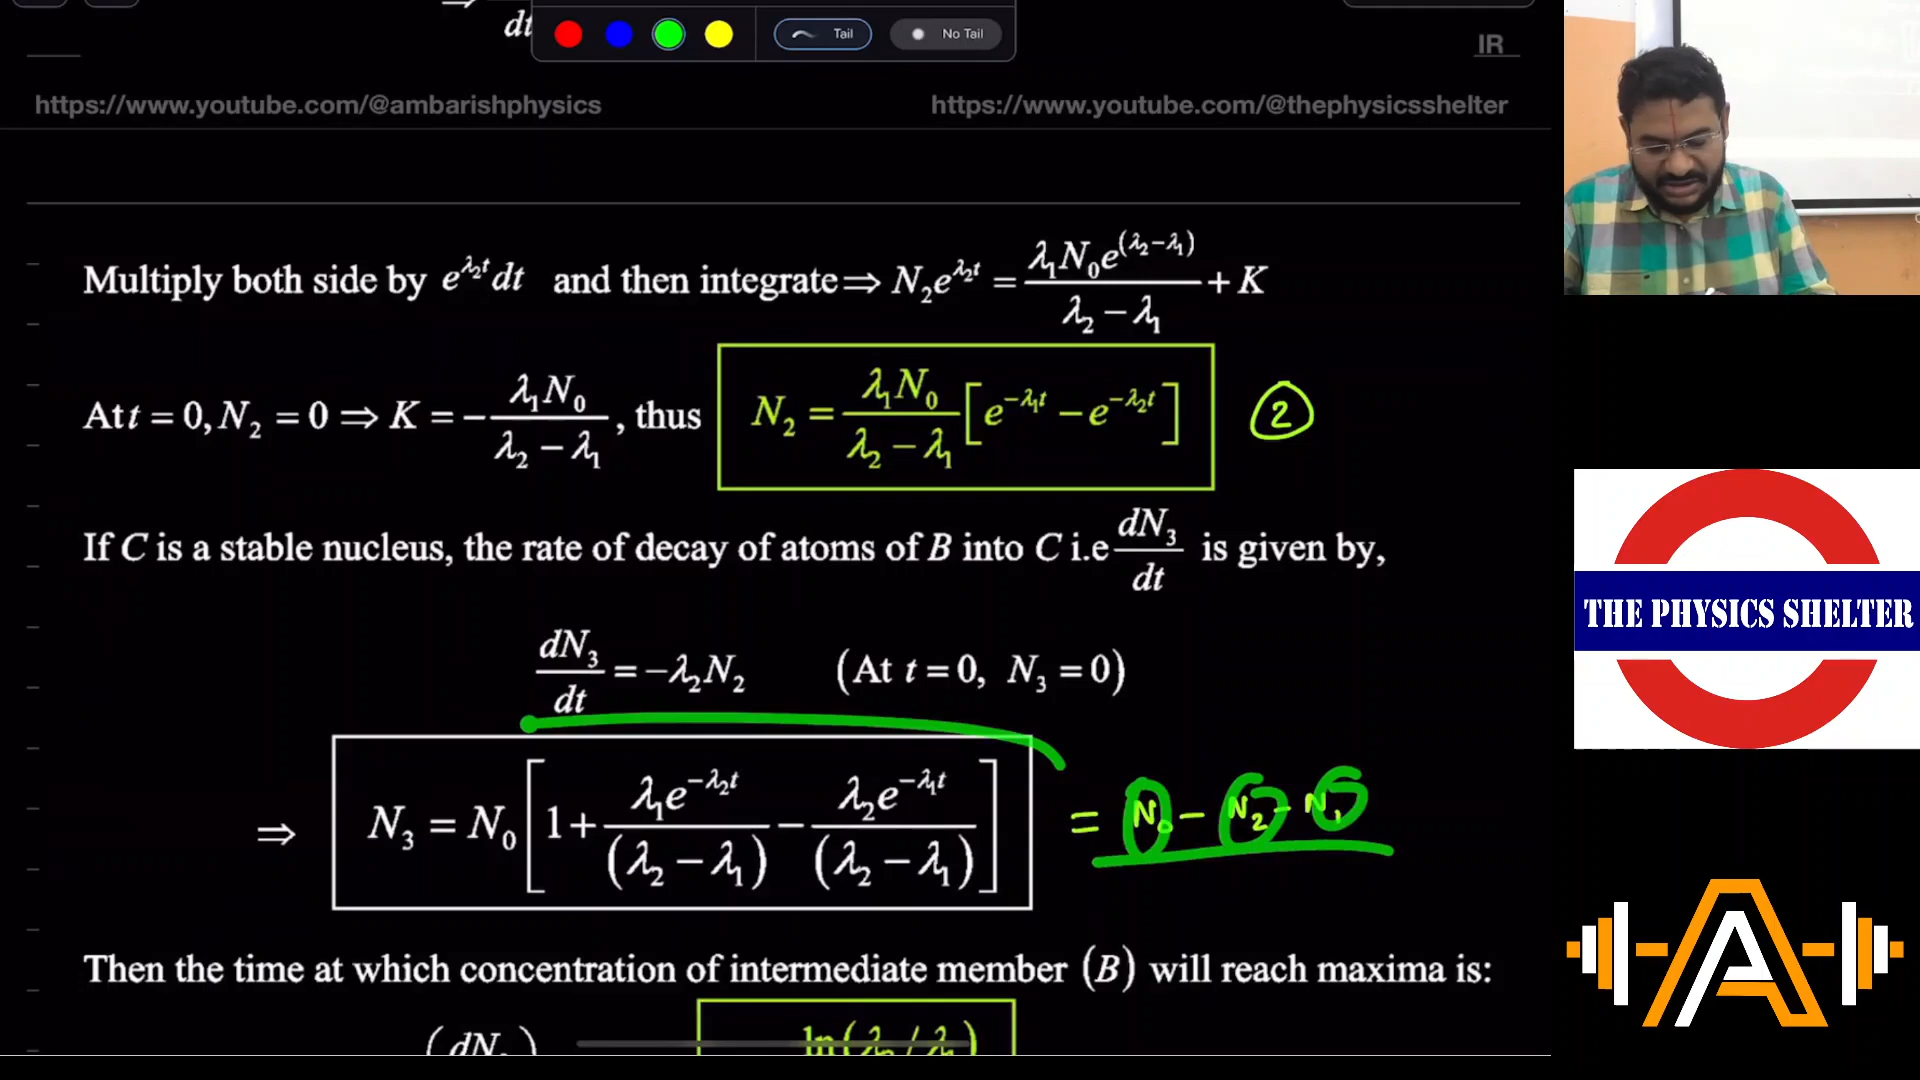 dt
Tail
No Tail
IR
https://www.youtube.com/@ambarishphysics
https://www.youtube.com/@thephysicsshelter
Multiply both side by e^{λ₂t} dt and then integrate ⇒ N₂e^{λ₂t} = λ₁N₀e^{(λ₂−λ₁)} / (λ₂ − λ₁) + K
At t = 0, N₂ = 0 ⇒ K = − λ₁N₀ / (λ₂ − λ₁), thus N₂ = λ₁N₀ / (λ₂ − λ₁) [e^{−λ₁t} − e^{−λ₂t}] ②
If C is a stable nucleus, the rate of decay of atoms of B into C i.e dN₃/dt is given by,
dN₃/dt = −λ₂N₂ (At t = 0, N₃ = 0)
⇒ N₃ = N₀ [1 + λ₁e^{−λ₂t} / (λ₂ − λ₁) − λ₂e^{−λ₁t} / (λ₂ − λ₁)] = N₀ − N₂ − N₁
Then the time at which concentration of intermediate member (B) will reach maxima is:
THE PHYSICS SHELTER